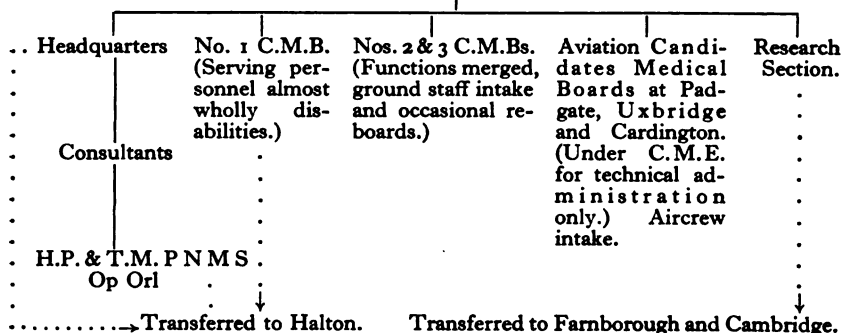 Headquarters
Consultants
H.P. & T.M. P N M S
Op Orl
No. 1 C.M.B.
(Serving per-
sonnel almost
wholly dis-
abilities.)
Nos. 2 & 3 C.M.Bs.
(Functions merged,
ground staff intake
and occasional re-
boards.)
Aviation Candi-
dates Medical
Boards at Pad-
gate, Uxbridge
and Cardington.
(Under C.M.E.
for technical ad-
ministration
only.) Aircrew
intake.
Research
Section.
Transferred to Halton.
Transferred to Farnborough and Cambridge.